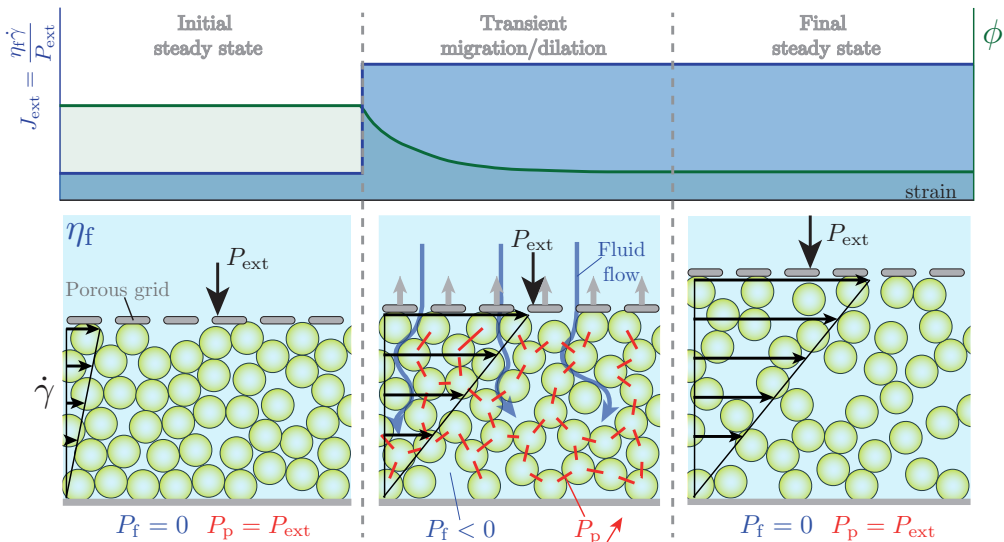 Initial
steady state
Transient
migration/dilation
Final
steady state
J_ext = η_f γ̇ / P_ext
ϕ
strain
η_f
P_ext
Porous grid
P_ext
Fluid
flow
P_ext
γ̇
P_f = 0 P_p = P_ext
P_f < 0 P_p ↗
P_f = 0 P_p = P_ext